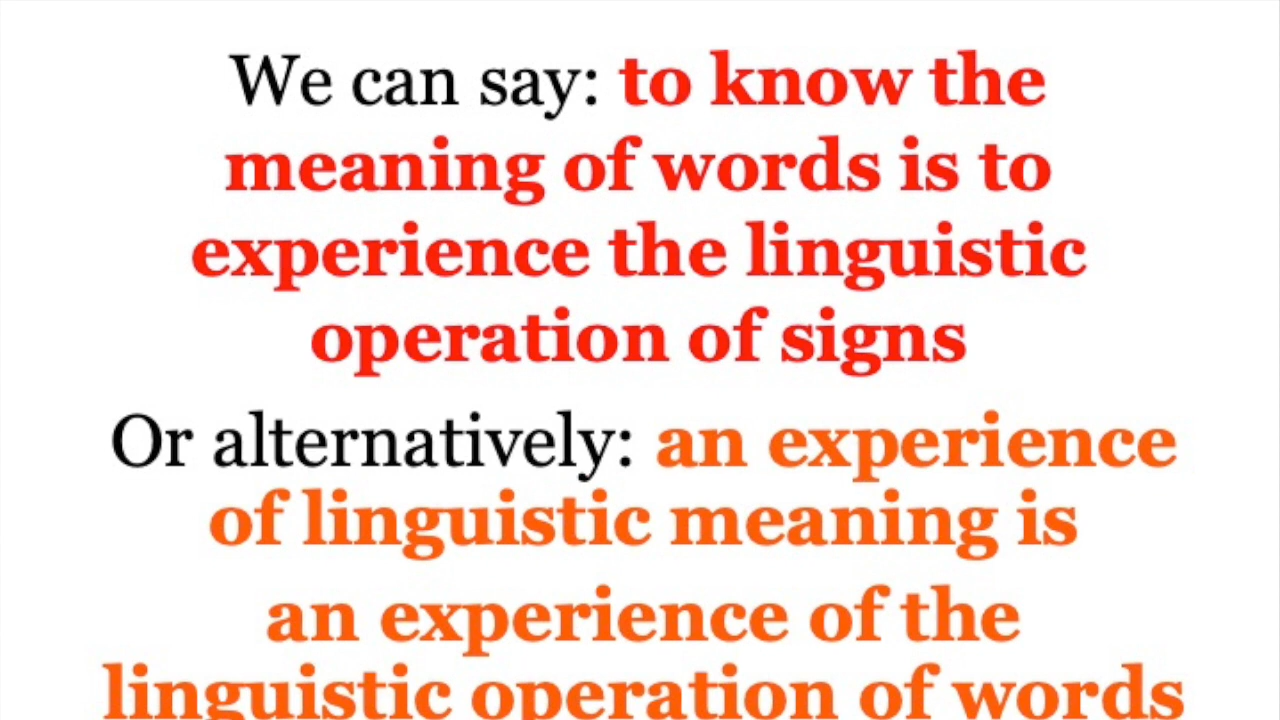 We can say: to know the
meaning of words is to
experience the linguistic
operation of signs
Or alternatively: an experience
of linguistic meaning is
an experience of the
linguistic operation of words